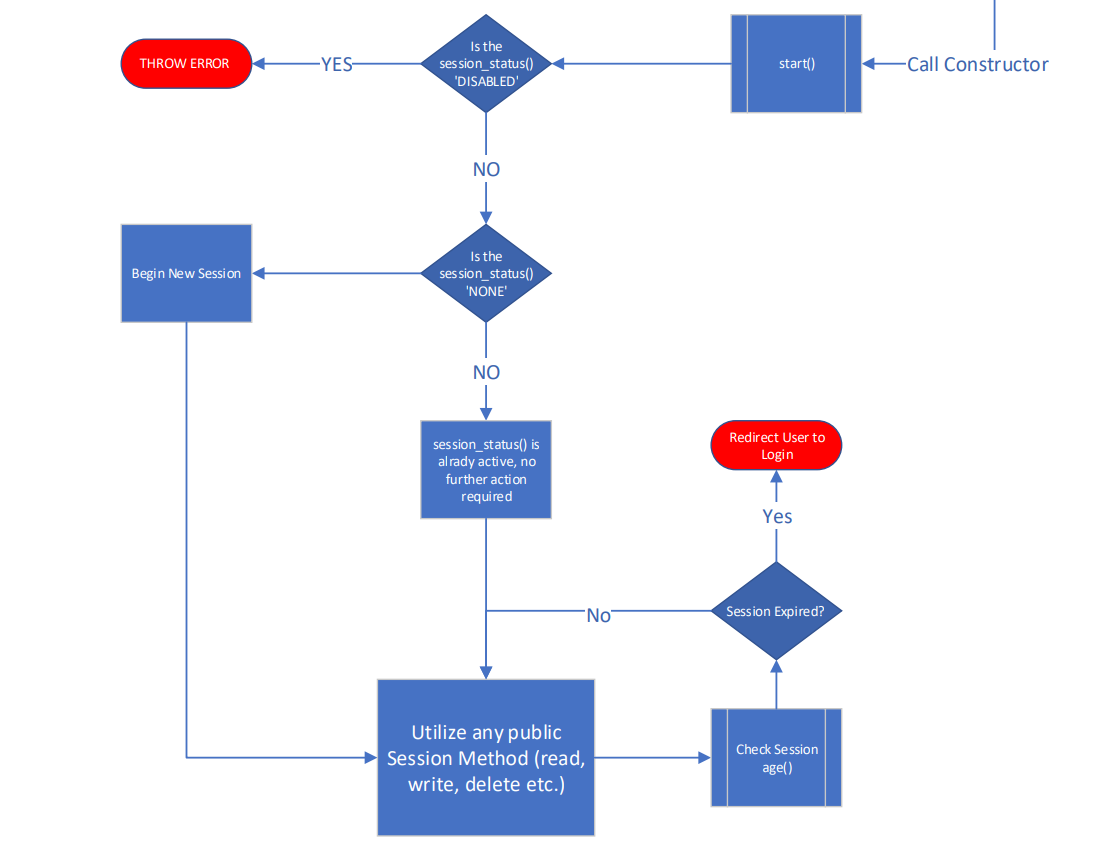 Call Constructor
start()
Is the
session_status()
'DISABLED'
YES
THROW ERROR
NO
Is the
session_status()
'NONE'
Begin New Session
NO
session_status() is
alrady active, no
further action
required
Redirect User to
Login
Yes
Session Expired?
No
Utilize any public
Session Method (read,
write, delete etc.)
Check Session
age()